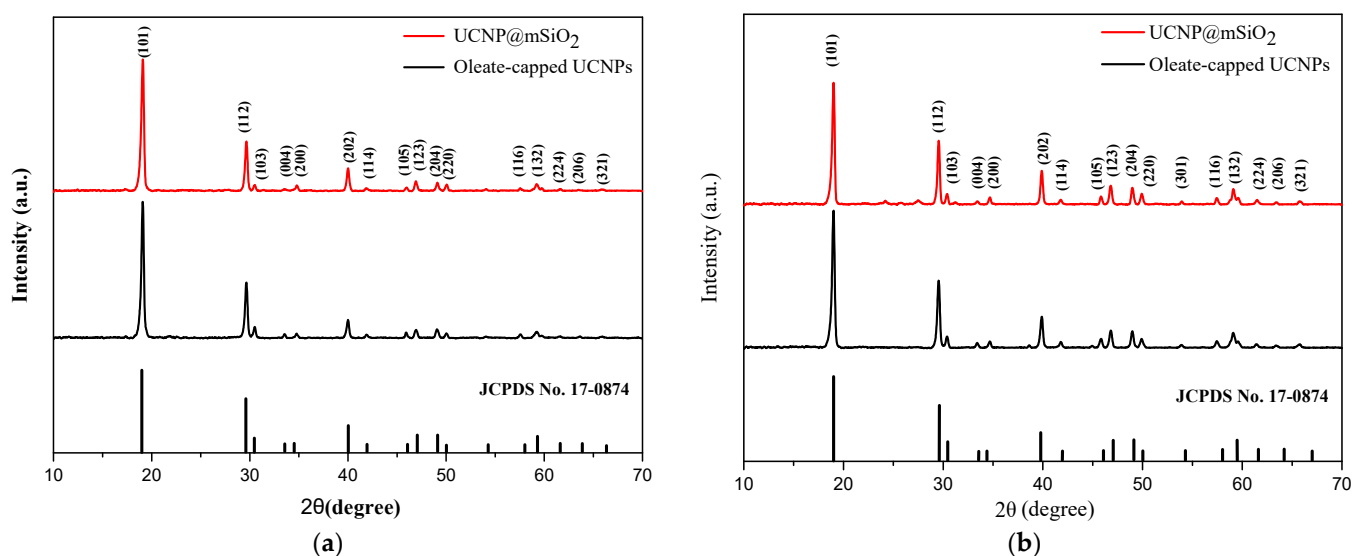 UCNP@mSiO2
Oleate-capped UCNPs
(101)
(112)
(103)
(004)
(200)
(202)
(114)
(105)
(123)
(204)
(220)
(116)
(132)
(224)
(206)
(321)
Intensity (a.u.)
JCPDS No. 17-0874
10 20 30 40 50 60 70
2θ(degree)
(a)
UCNP@mSiO2
Oleate-capped UCNPs
(101)
(112)
(103)
(004)
(200)
(202)
(114)
(105)
(123)
(204)
(220)
(301)
(116)
(132)
(224)
(206)
(321)
Intensity (a.u.)
JCPDS No. 17-0874
10 20 30 40 50 60 70
2θ (degree)
(b)